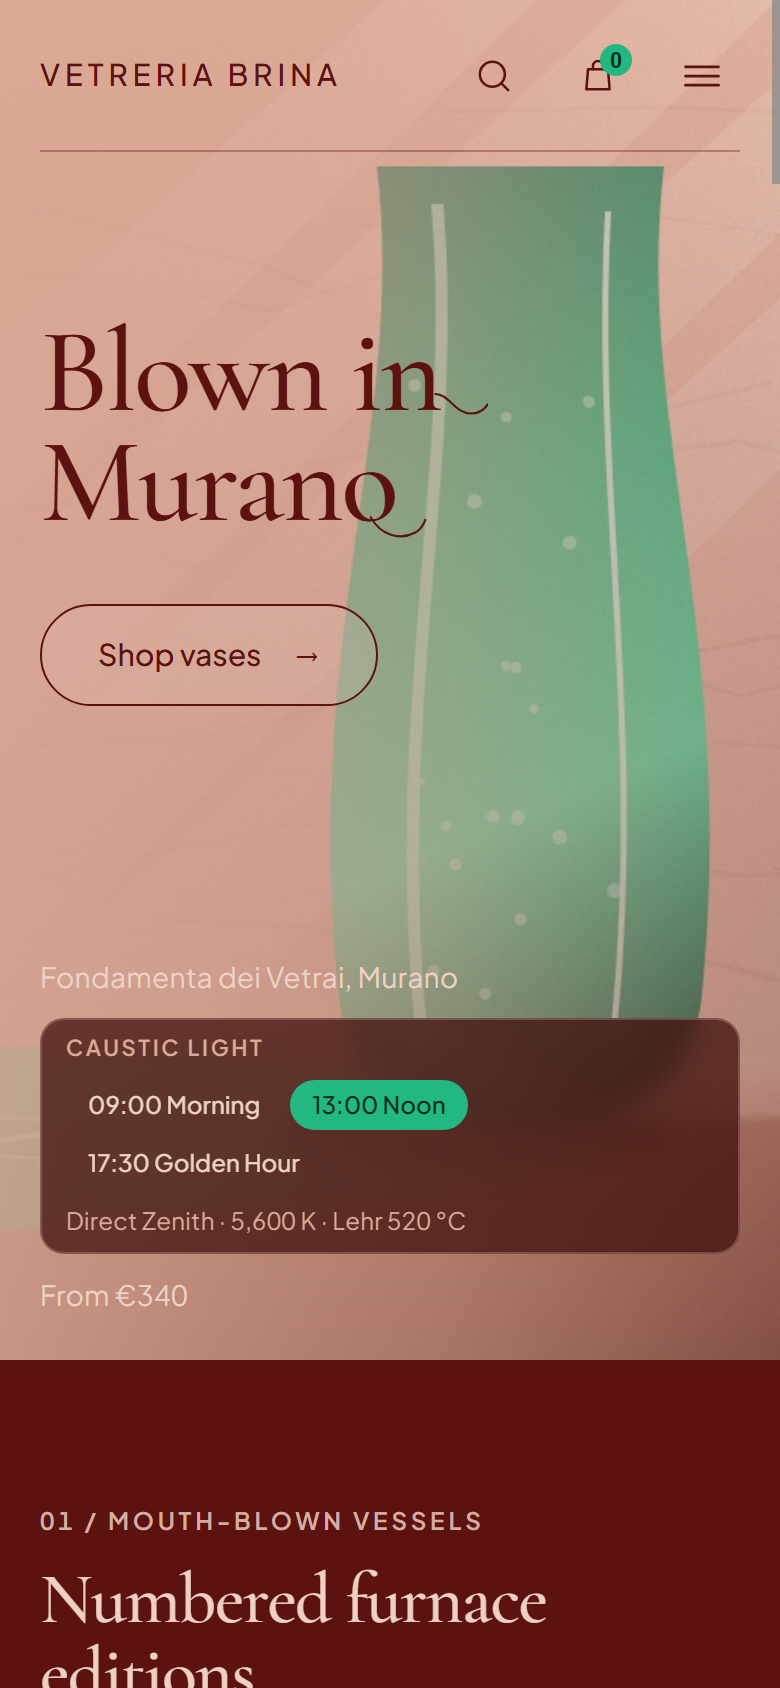 VETRERIA BRINA
0
Blown in
Murano
Shop vases →
Fondamenta dei Vetrai, Murano
CAUSTIC LIGHT
09:00 Morning
13:00 Noon
17:30 Golden Hour
Direct Zenith · 5,600 K · Lehr 520 °C
From €340
01 / MOUTH-BLOWN VESSELS
Numbered furnace
editions